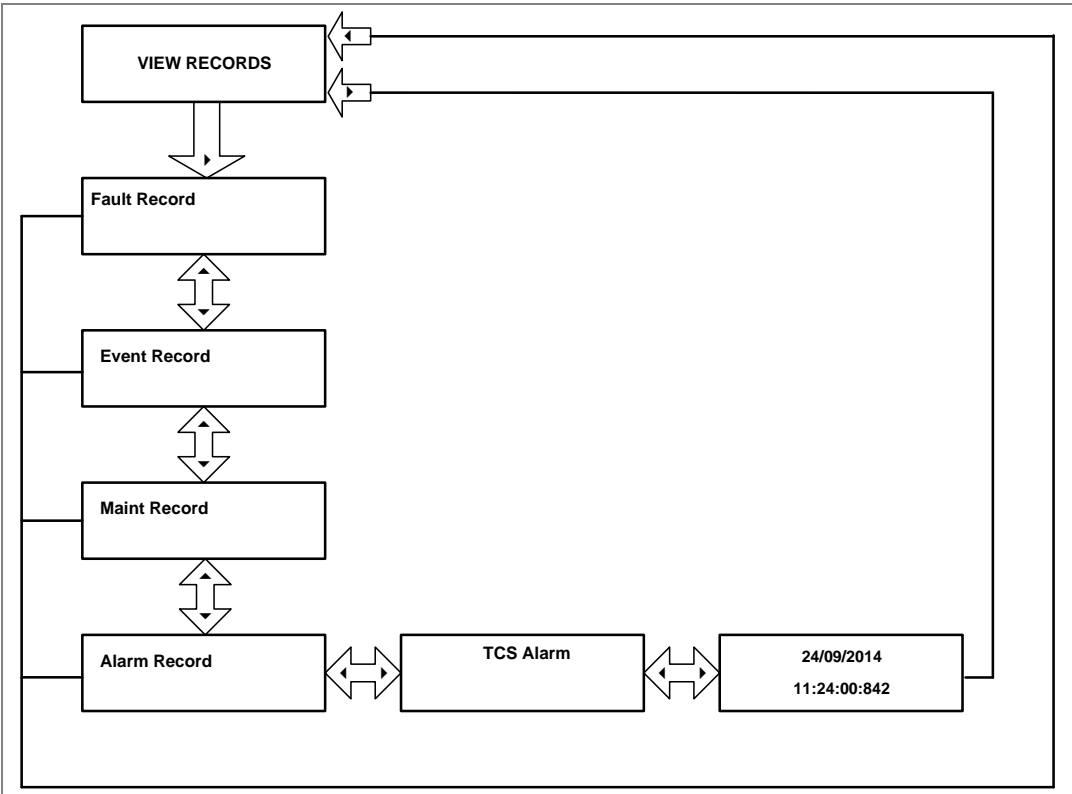 VIEW RECORDS
Fault Record
Event Record
Maint Record
Alarm Record
TCS Alarm
24/09/2014
11:24:00:842